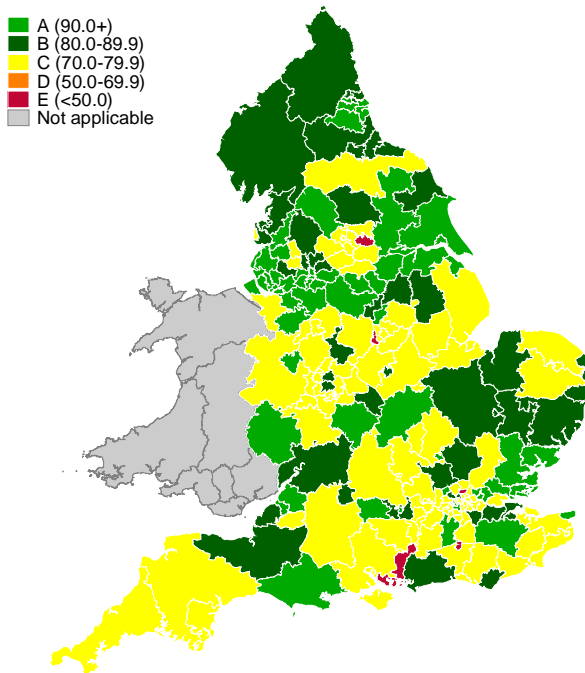 A (90.0+)
B (80.0-89.9)
C (70.0-79.9)
D (50.0-69.9)
E (<50.0)
Not applicable